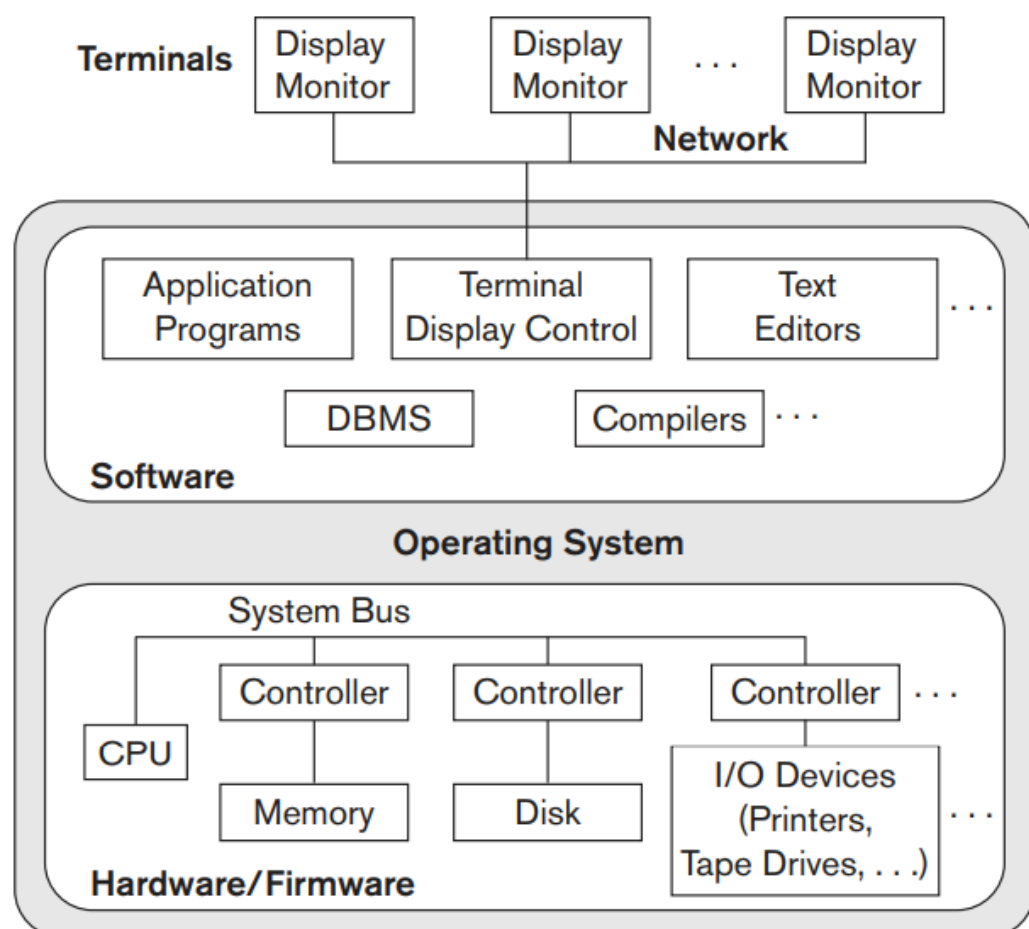 Terminals
Display
Monitor
Display
Monitor
. . .
Display
Monitor
Network
Application
Programs
Terminal
Display Control
Text
Editors
. . .
DBMS
Compilers
. . .
Software
Operating System
System Bus
Controller
Controller
Controller
. . .
CPU
Memory
Disk
I/O Devices
(Printers,
Tape Drives, . . .)
. . .
Hardware/Firmware